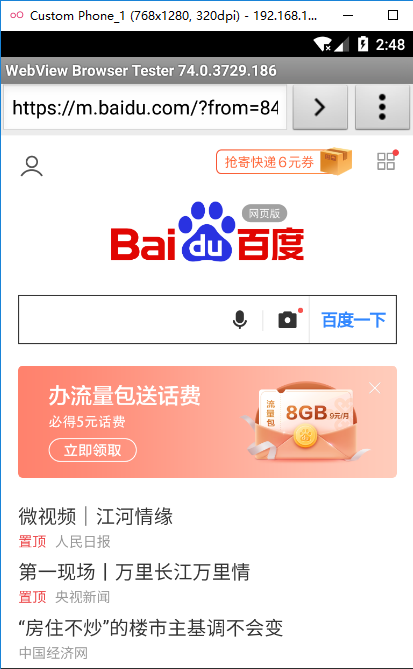 Custom Phone_1 (768x1280, 320dpi) - 192.168.1...
2:48
WebView Browser Tester 74.0.3729.186
https://m.baidu.com/?from=84
抢寄快递6元券
网页版
Bai du 百度
百度一下
办流量包送话费
必得5元话费
立即领取
流量包
8GB 9元/月
微视频｜江河情缘
置顶 人民日报
第一现场丨万里长江万里情
置顶 央视新闻
“房住不炒”的楼市主基调不会变
中国经济网